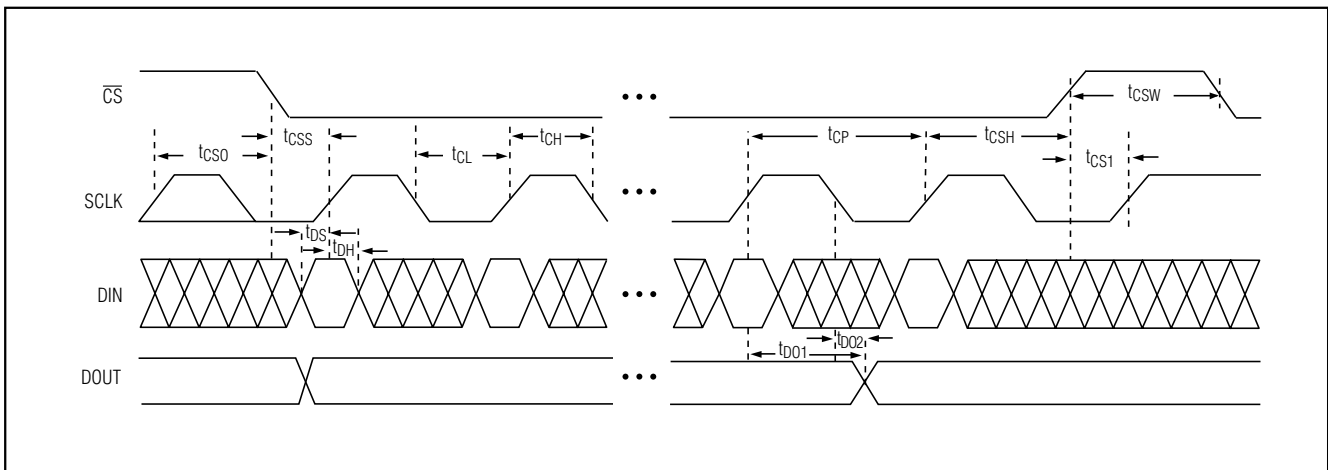 CS
tCSW
tCSS
tCSO
tCL
tCH
tCP
tCSH
tCS1
SCLK
tDS
tDH
DIN
tDO1
tDO2
DOUT